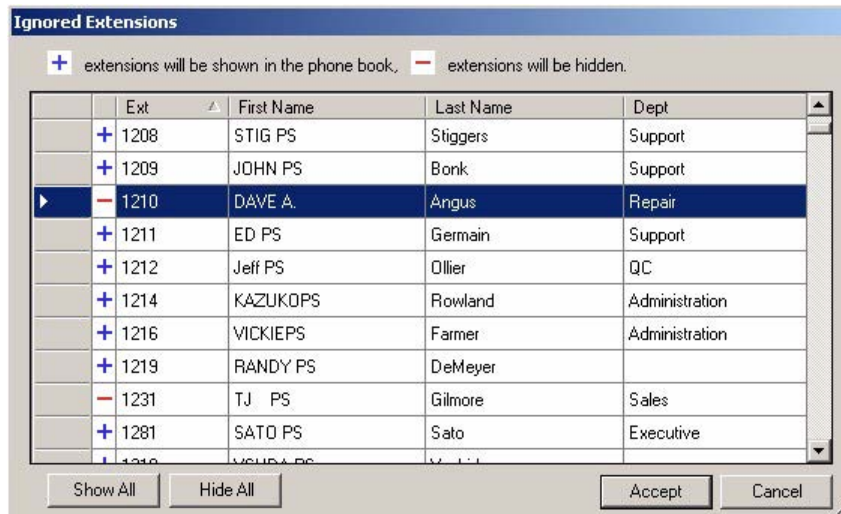 Ignored Extensions
+ extensions will be shown in the phone book, − extensions will be hidden.
Ext First Name Last Name Dept
+ 1208 STIG PS Stiggers Support
+ 1209 JOHN PS Bonk Support
− 1210 DAVE A. Angus Repair
+ 1211 ED PS Germain Support
+ 1212 Jeff PS Ollier QC
+ 1214 KAZUKOPS Rowland Administration
+ 1216 VICKIEPS Farmer Administration
+ 1219 RANDY PS DeMeyer
− 1231 TJ PS Gilmore Sales
+ 1281 SATO PS Sato Executive
Show All Hide All Accept Cancel